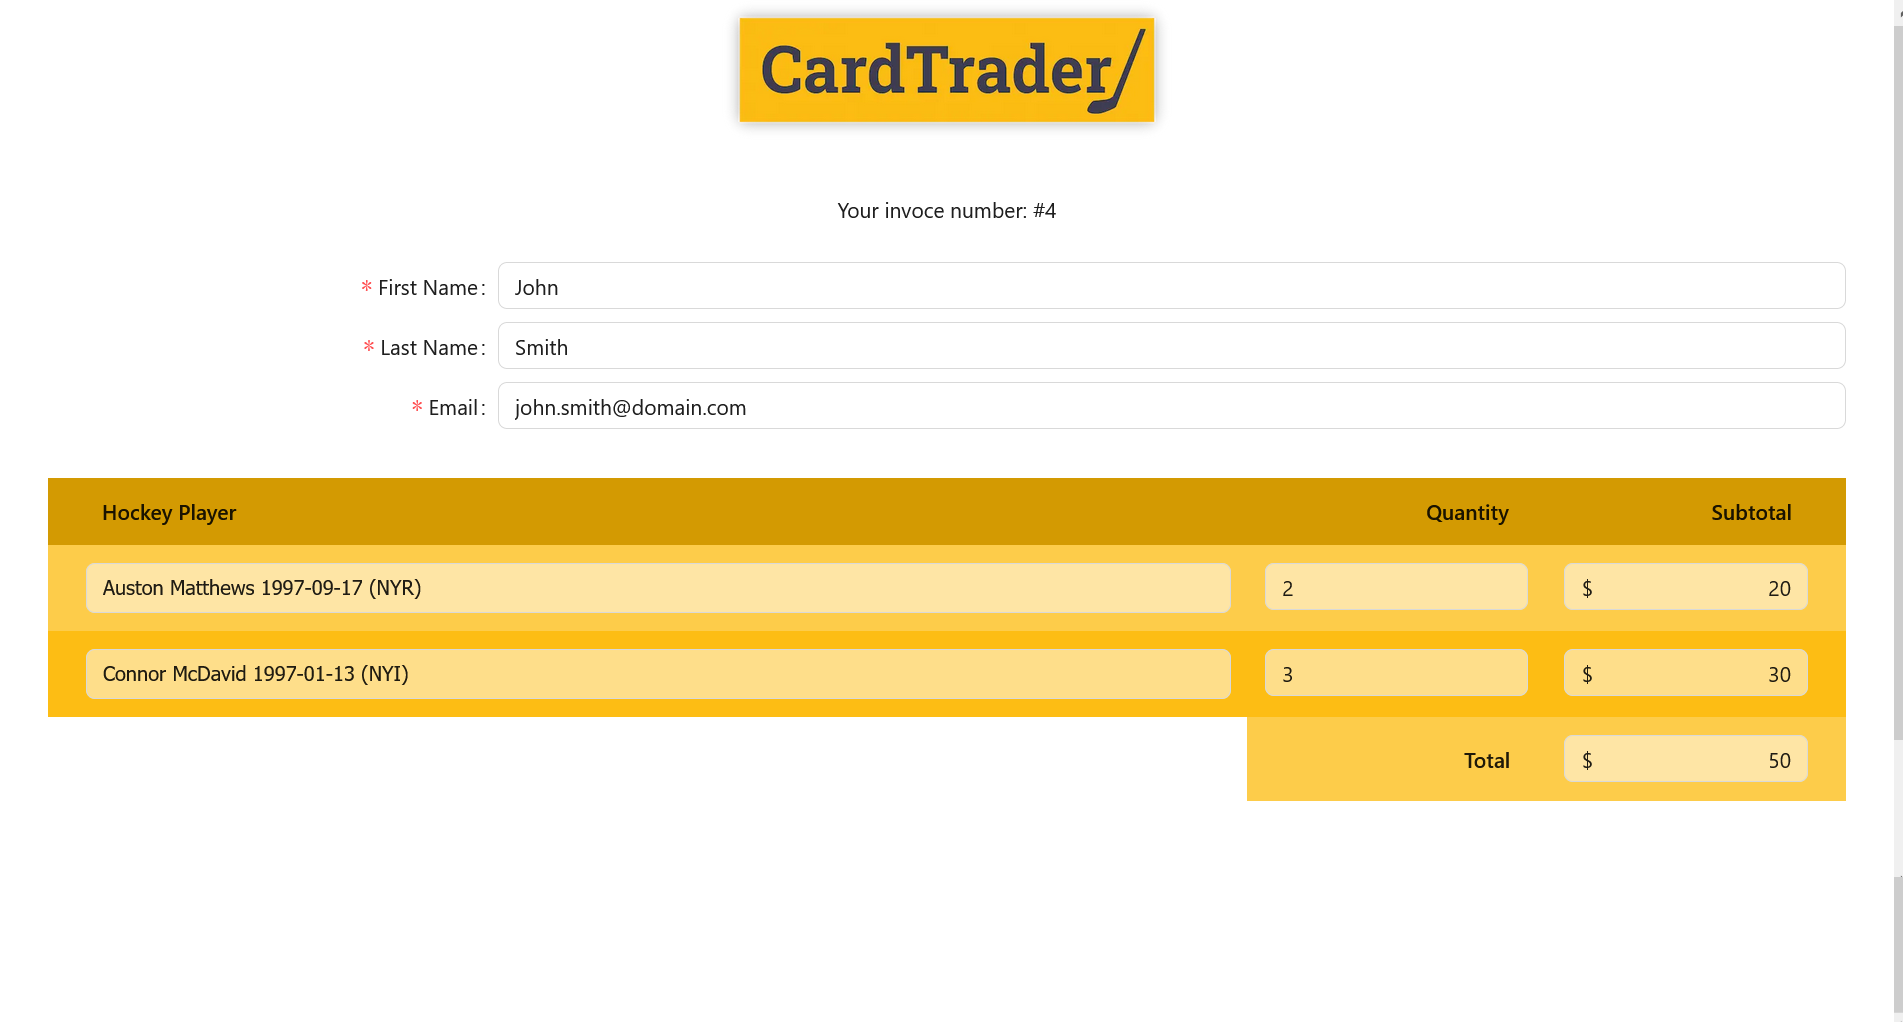 CardTrader
Your invoce number: #4
* First Name: John
* Last Name: Smith
* Email: john.smith@domain.com
Hockey Player Quantity Subtotal
Auston Matthews 1997-09-17 (NYR) 2 $ 20
Connor McDavid 1997-01-13 (NYI) 3 $ 30
Total $ 50